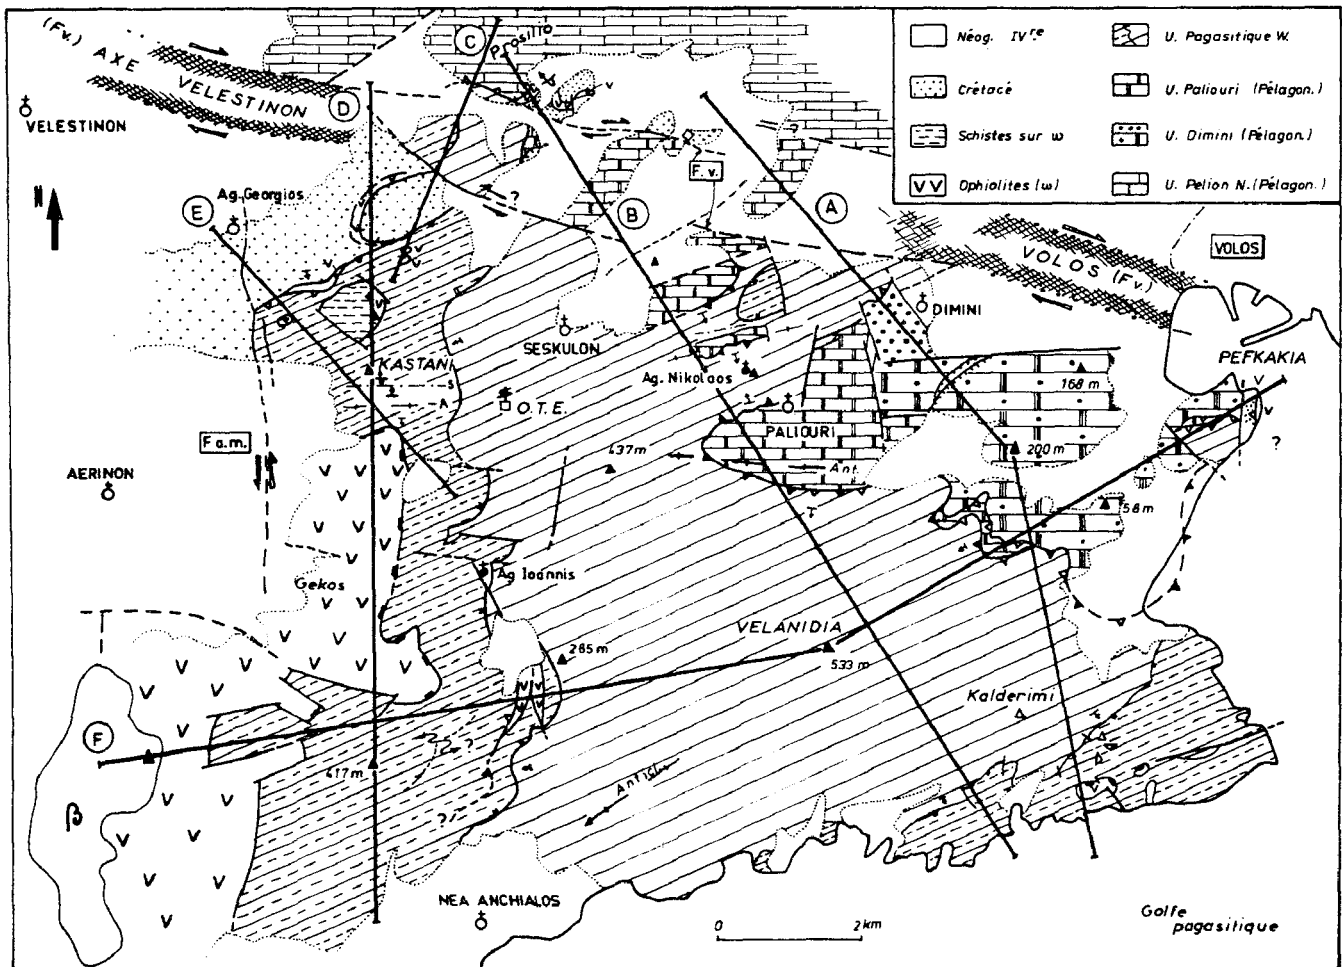 (Fv.) AXE VELESTINON
VELESTINON
C
Prosilio
D
Néog. IVre
U. Pagasitique W.
Crétacé
U. Paliouri (Pélagon.)
Schistes sur ω
U. Dimini (Pélagon.)
V V Ophiolites (ω)
U. Pelion N. (Pélagon.)
N
Ag. Georgios
E
?
F.v.
B
A
VOLOS (Fv.)
VOLOS
DIMINI
SESKULON
PEFKAKIA
KASTANI
Ag. Nikolaos
168 m
O.T.E.
PALIOURI
F a.m.
437m
Ant.
200 m
?
AERINON
58 m
Gekos
Ag. Ioánnis
VELANIDIA
285 m
533 m
Kalderimi
F
417m
?
?
β
NEA ANCHIALOS
0 2 km
Golfe
pagasitique